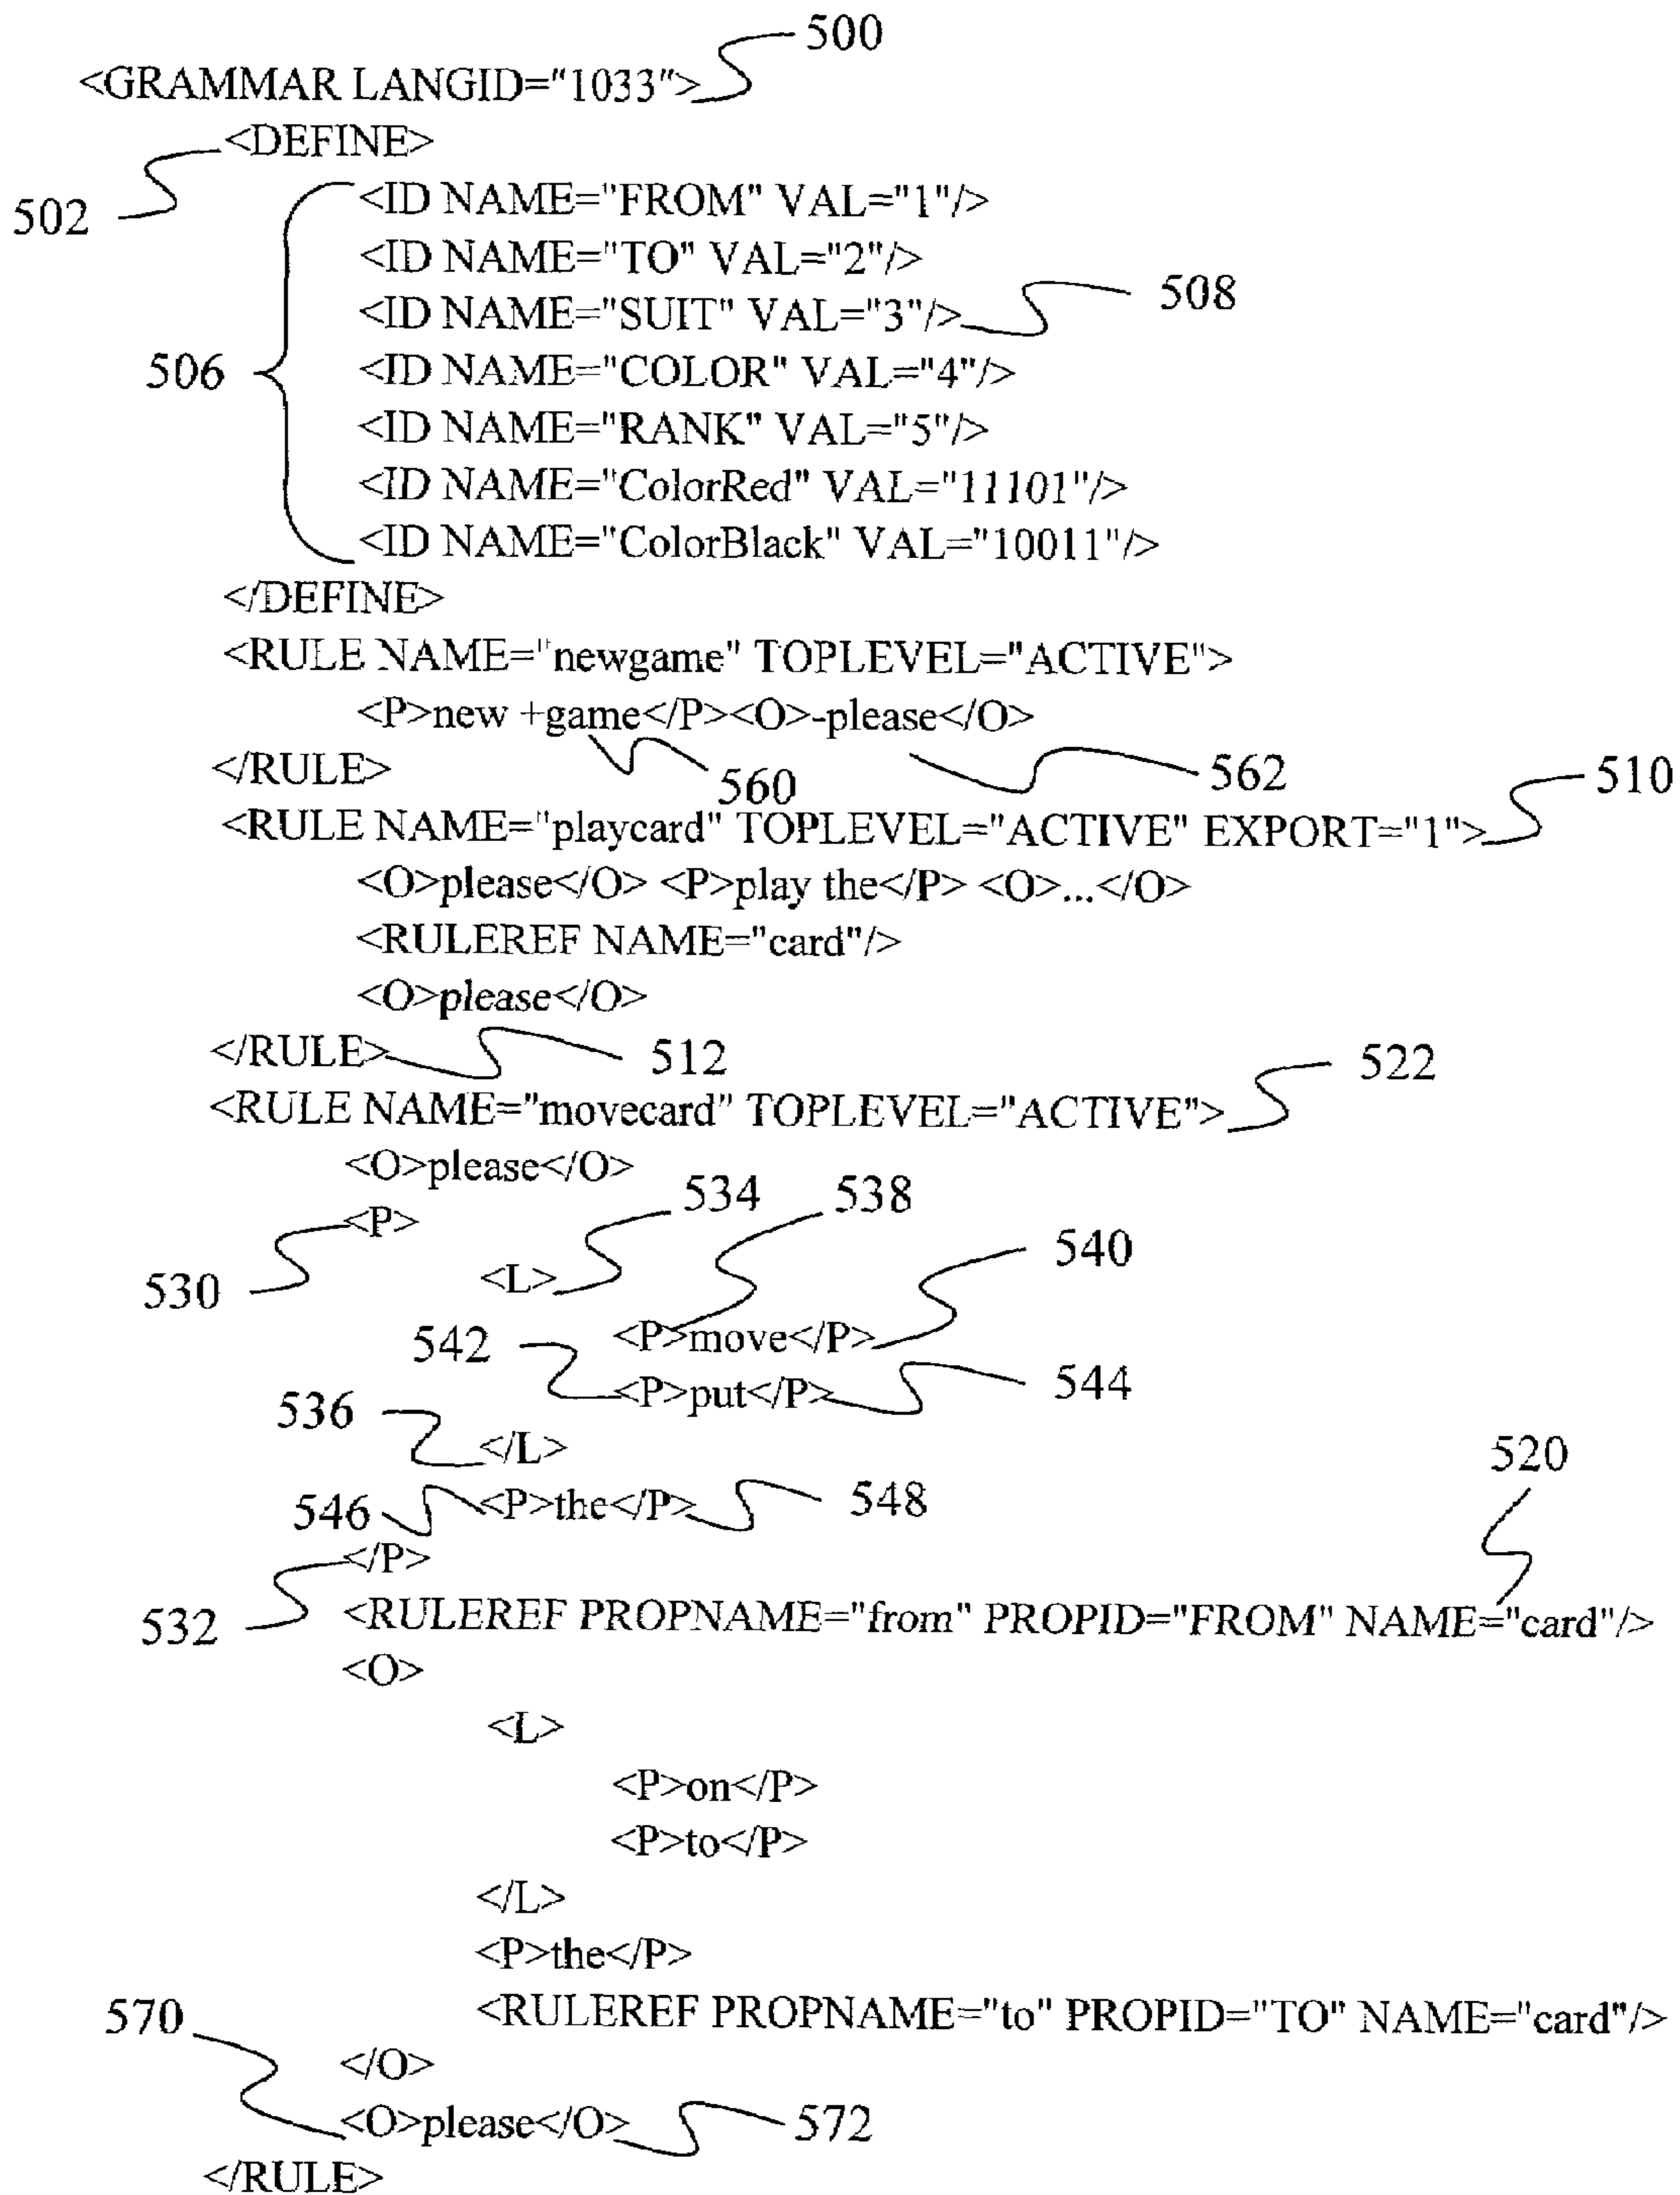 500
<GRAMMAR LANGID="1033">
<DEFINE>
502
<ID NAME="FROM" VAL="1"/>
<ID NAME="TO" VAL="2"/>
<ID NAME="SUIT" VAL="3"/> 508
506 <ID NAME="COLOR" VAL="4"/>
<ID NAME="RANK" VAL="5"/>
<ID NAME="ColorRed" VAL="11101"/>
<ID NAME="ColorBlack" VAL="10011"/>
</DEFINE>
<RULE NAME="newgame" TOPLEVEL="ACTIVE">
<P>new +game</P><O>-please</O>
</RULE> 560 562 510
<RULE NAME="playcard" TOPLEVEL="ACTIVE" EXPORT="1">
<O>please</O> <P>play the</P> <O>...</O>
<RULEREF NAME="card"/>
<O>please</O>
</RULE> 512 522
<RULE NAME="movecard" TOPLEVEL="ACTIVE">
<O>please</O>
534 538
<P>
540
530 <L>
542 <P>move</P>
<P>put</P> 544
536
</L> 520
546 <P>the</P> 548
</P>
532 <RULEREF PROPNAME="from" PROPID="FROM" NAME="card"/>
<O>
<L>
<P>on</P>
<P>to</P>
</L>
<P>the</P>
570 <RULEREF PROPNAME="to" PROPID="TO" NAME="card"/>
</O>
<O>please</O> 572
</RULE>